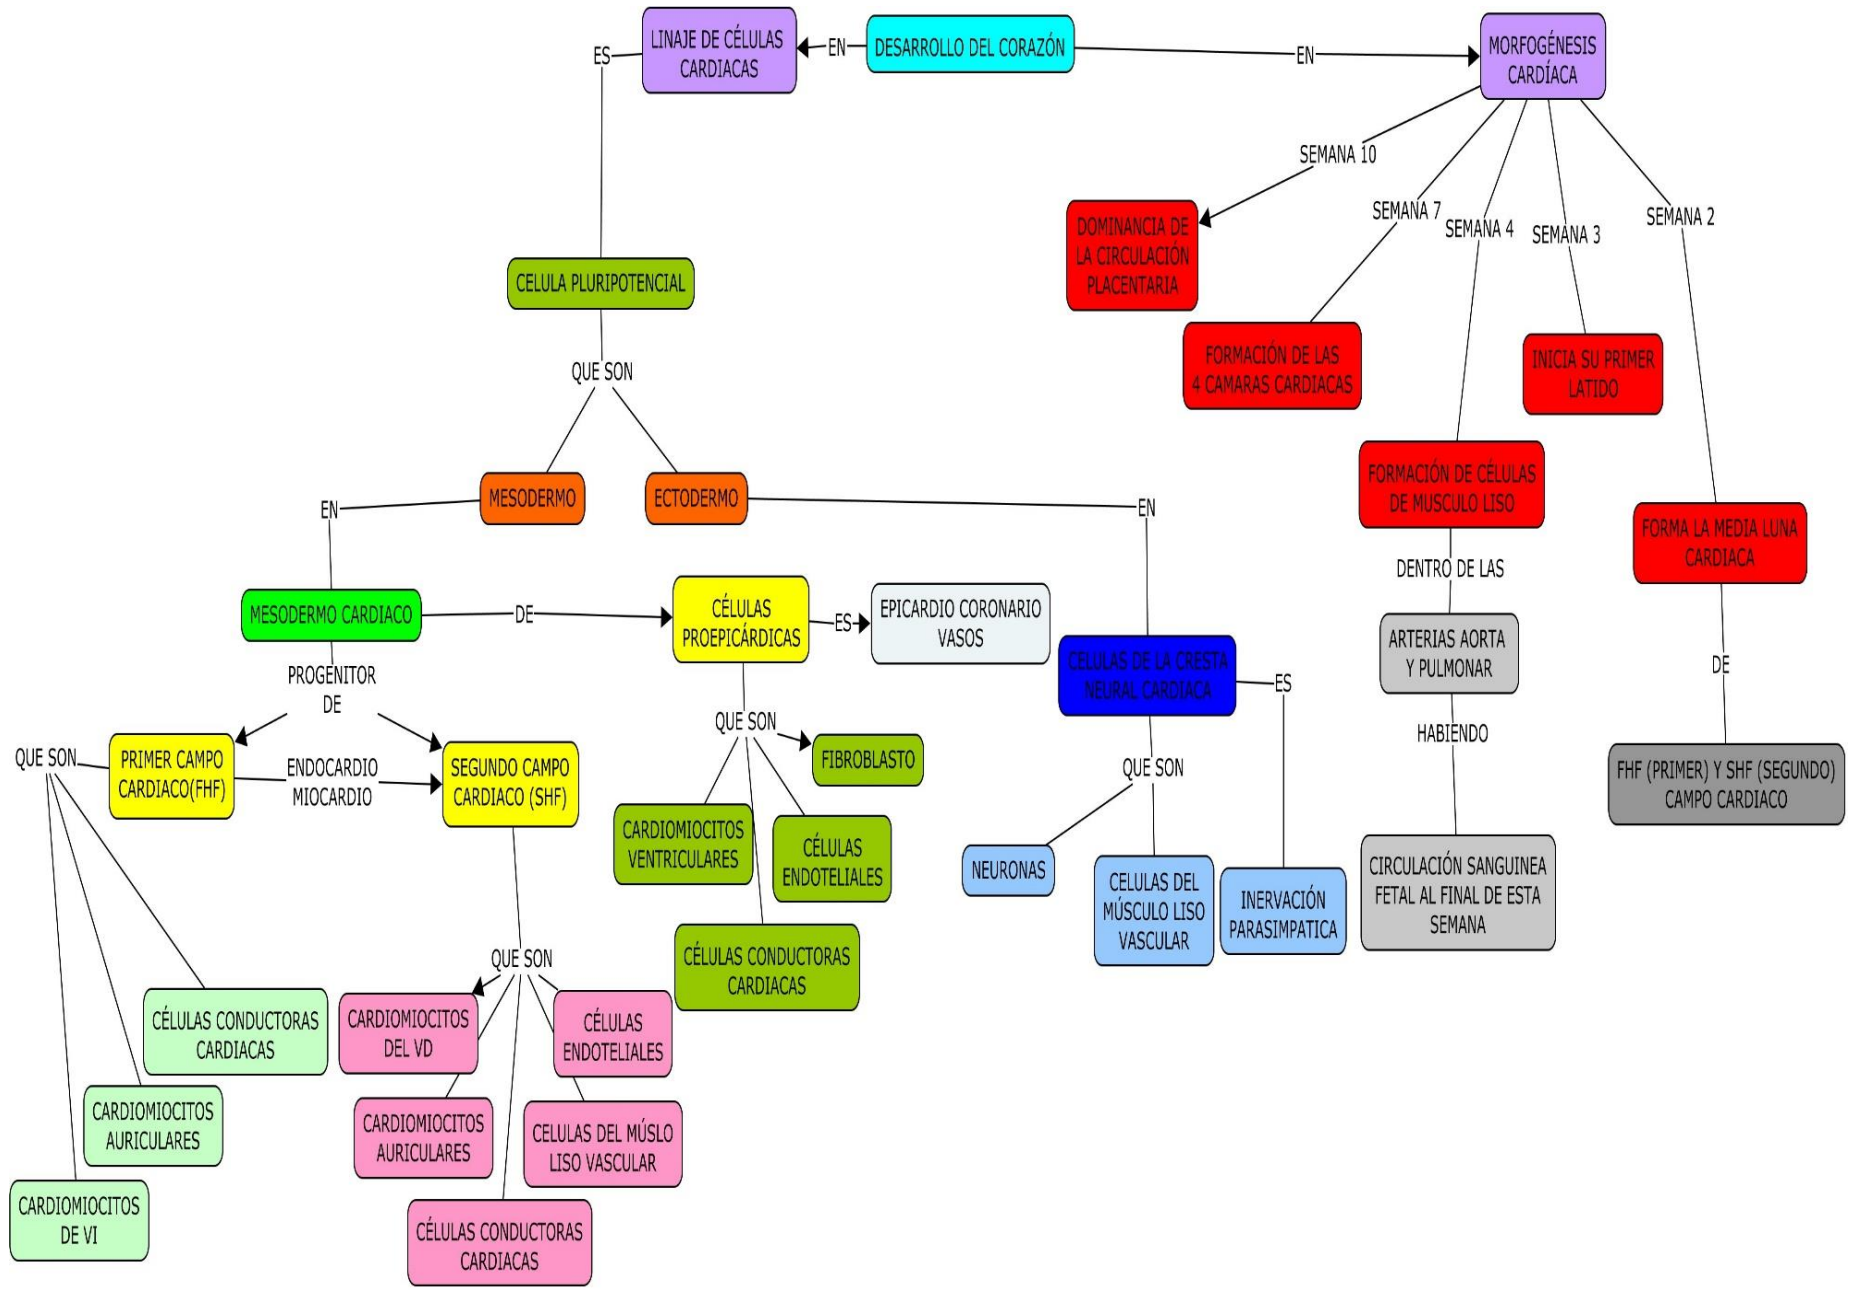 LINAJE DE CÉLULAS
CARDIACAS
EN
DESARROLLO DEL CORAZÓN
EN
MORFOGÉNESIS
CARDÍACA
ES
SEMANA 10
SEMANA 7
SEMANA 4
SEMANA 3
SEMANA 2
DOMINANCIA DE
LA CIRCULACIÓN
PLACENTARIA
FORMACIÓN DE LAS
4 CAMARAS CARDIACAS
INICIA SU PRIMER
LATIDO
FORMACIÓN DE CÉLULAS
DE MUSCULO LISO
FORMA LA MEDIA LUNA
CARDIACA
DENTRO DE LAS
ARTERIAS AORTA
Y PULMONAR
HABIENDO
CIRCULACIÓN SANGUINEA
FETAL AL FINAL DE ESTA
SEMANA
DE
FHF (PRIMER) Y SHF (SEGUNDO)
CAMPO CARDIACO
CELULA PLURIPOTENCIAL
QUE SON
MESODERMO
ECTODERMO
EN
EN
MESODERMO CARDIACO
DE
CÉLULAS
PROEPICÁRDICAS
ES
EPICARDIO CORONARIO
VASOS
CELULAS DE LA CRESTA
NEURAL CARDIACA
ES
PROGENITOR
DE
QUE SON
PRIMER CAMPO
CARDIACO(FHF)
ENDOCARDIO
MIOCARDIO
SEGUNDO CAMPO
CARDIACO (SHF)
QUE SON
FIBROBLASTO
CARDIOMIOCITOS
VENTRICULARES
CÉLULAS
ENDOTELIALES
CÉLULAS CONDUCTORAS
CARDIACAS
QUE SON
NEURONAS
CELULAS DEL
MÚSCULO LISO
VASCULAR
INERVACIÓN
PARASIMPATICA
QUE SON
CÉLULAS CONDUCTORAS
CARDIACAS
CARDIOMIOCITOS
AURICULARES
CARDIOMIOCITOS
DE VI
CARDIOMIOCITOS
DEL VD
CÉLULAS
ENDOTELIALES
CARDIOMIOCITOS
AURICULARES
CELULAS DEL MÚSLO
LISO VASCULAR
CÉLULAS CONDUCTORAS
CARDIACAS